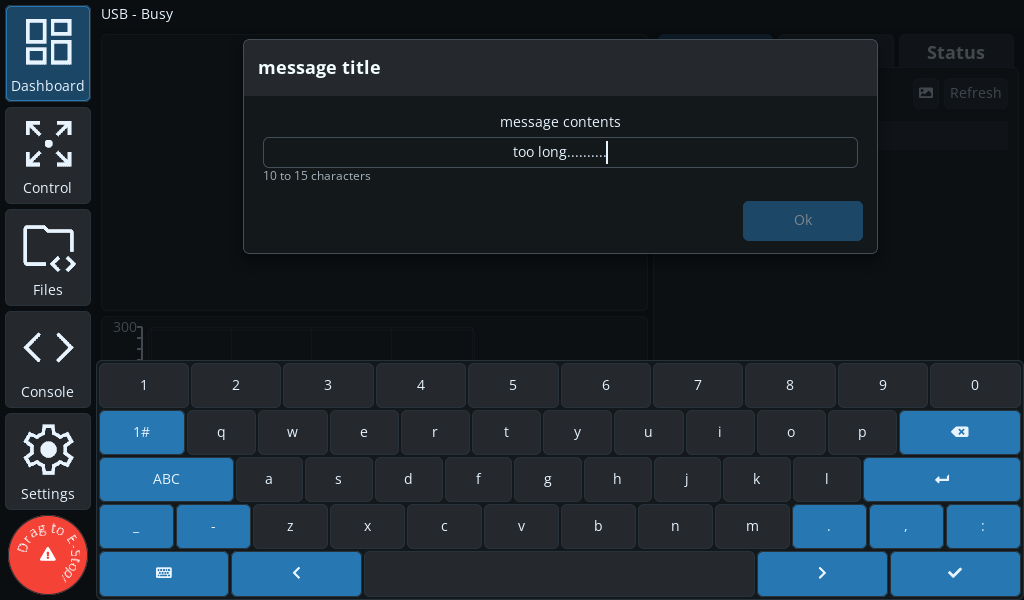 USB - Busy
Dashboard
Control
Files
Console
Settings
Drag to E-Stop!
message title
message contents
too long..........
10 to 15 characters
Ok
Status
Refresh
300
1 2 3 4 5 6 7 8 9 0
1# q w e r t y u i o p
ABC a s d f g h j k l
_ - z x c v b n m . , :